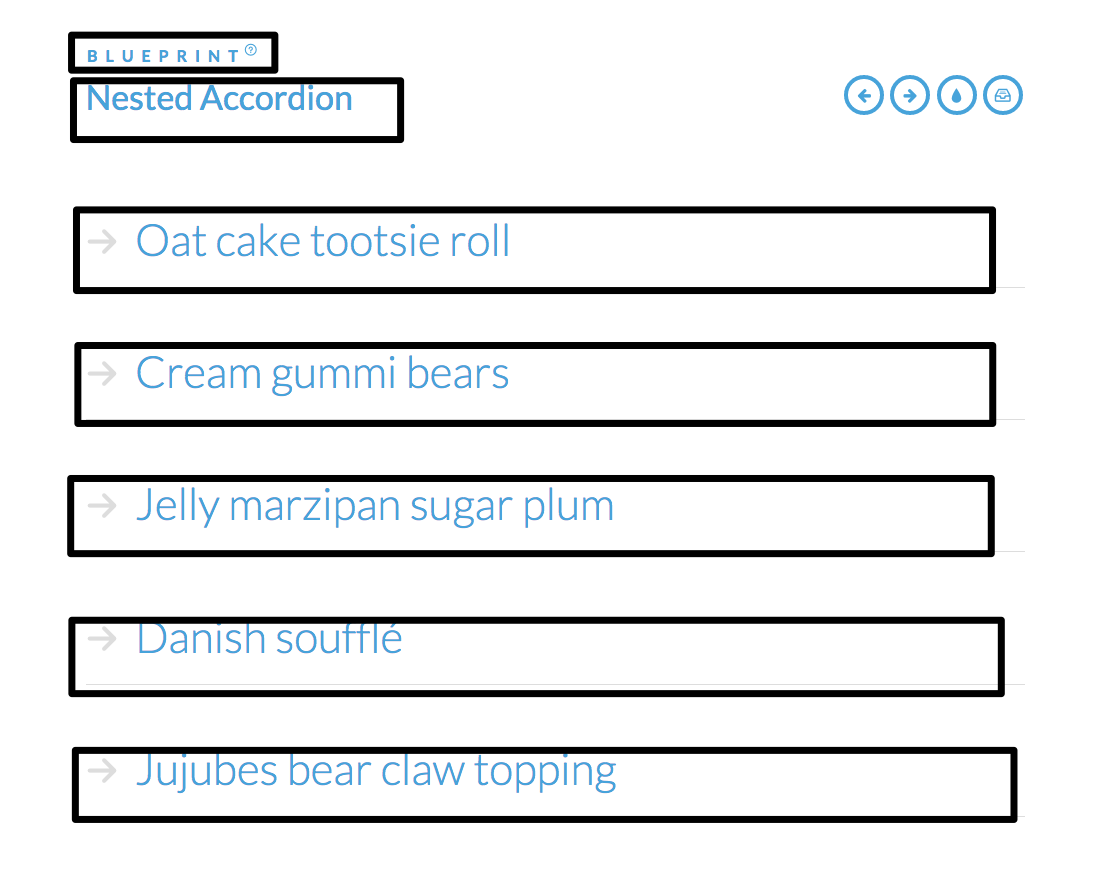 BLUEPRINT?
Nested Accordion
Oat cake tootsie roll
Cream gummi bears
Jelly marzipan sugar plum
Danish soufflé
Jujubes bear claw topping